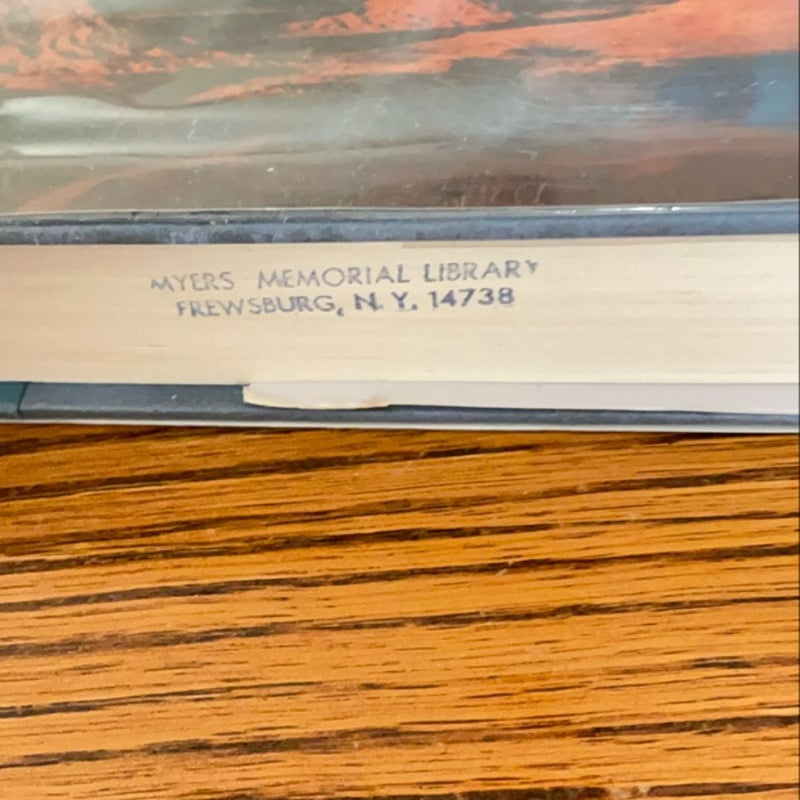 MYERS MEMORIAL LIBRARY
FREWSBURG, N. Y. 14738